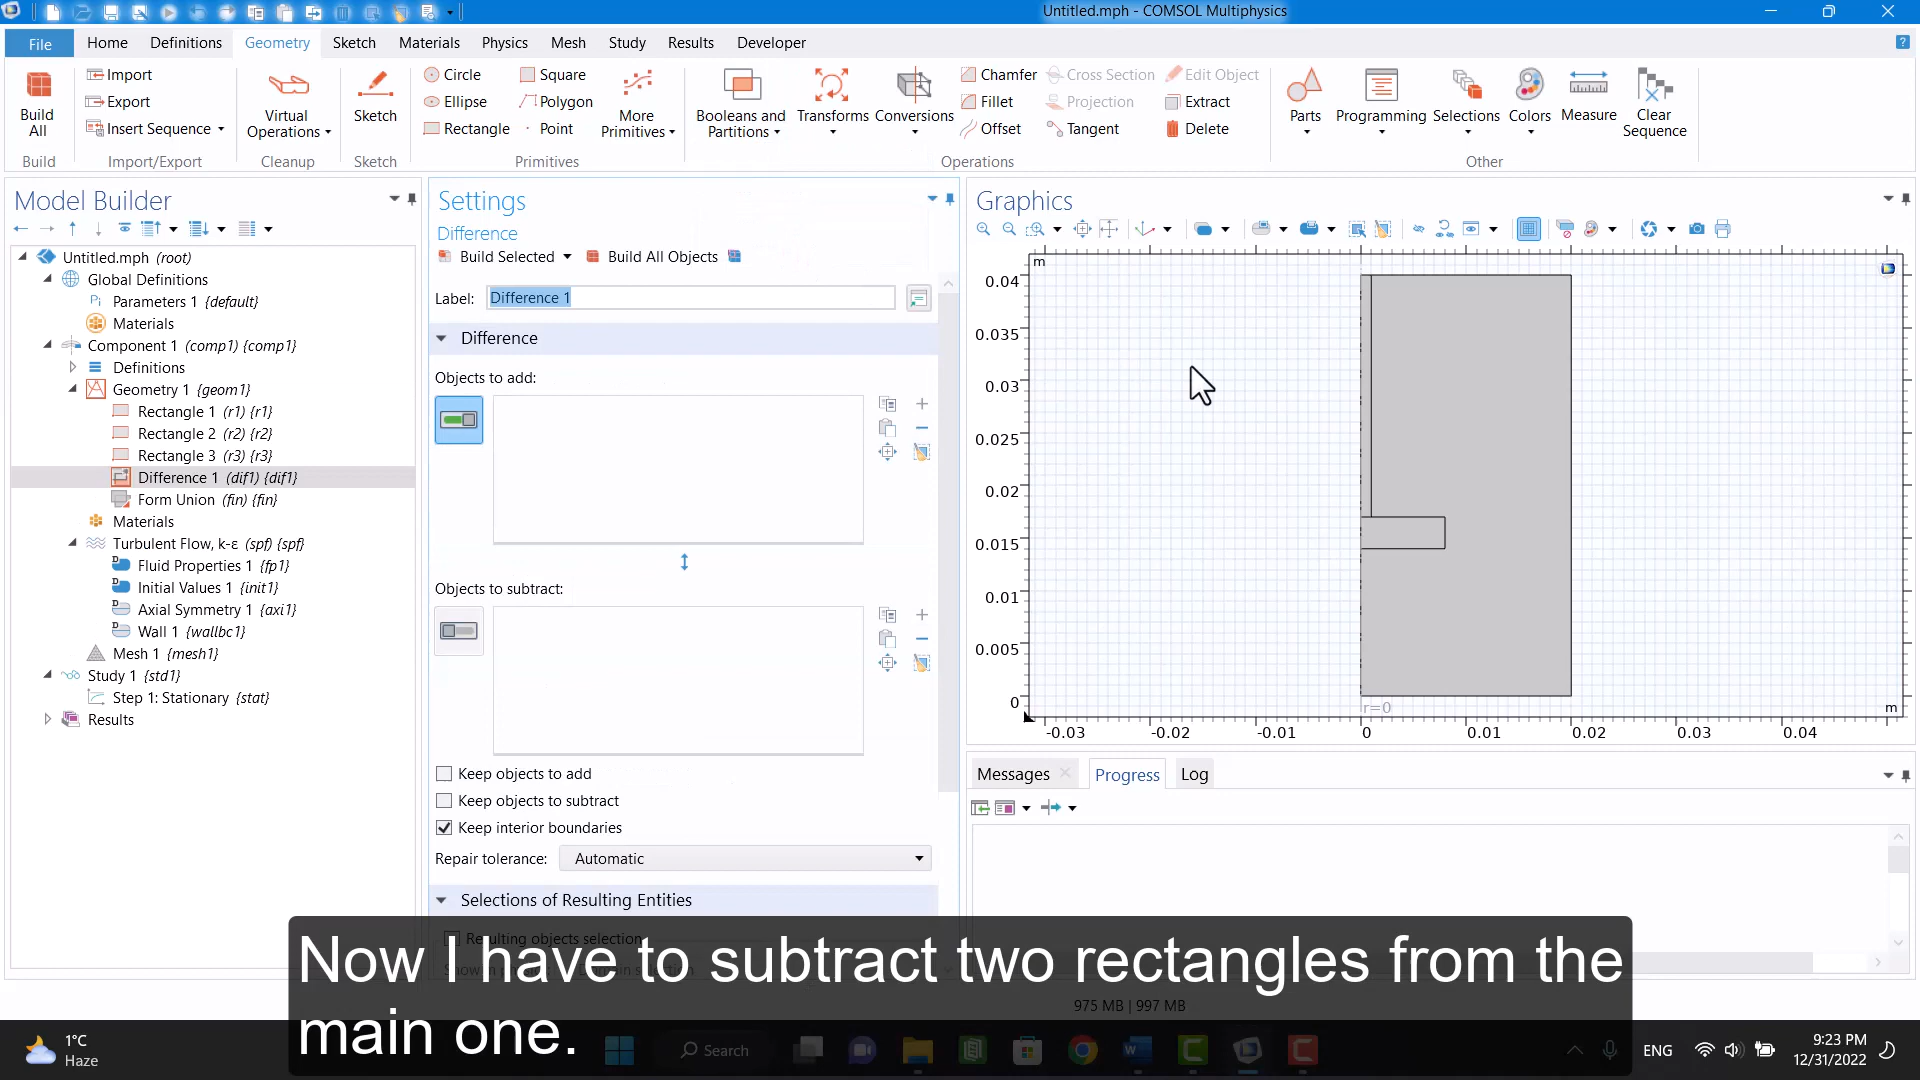 Untitled.mph - COMSOL Multiphysics
File
Home
Definitions
Geometry
Sketch
Materials
Physics
Mesh
Study
Results
Developer
Build All
Build
Import
Export
Insert Sequence
Import/Export
Virtual Operations
Cleanup
Sketch
Sketch
Circle
Ellipse
Rectangle
Square
Polygon
Point
More Primitives
Primitives
Booleans and Partitions
Transforms
Conversions
Chamfer
Fillet
Offset
Cross Section
Projection
Tangent
Edit Object
Extract
Delete
Operations
Parts
Programming
Selections
Colors
Measure
Clear Sequence
Other
Model Builder
Untitled.mph (root)
Global Definitions
Parameters 1 {default}
Materials
Component 1 (comp1) {comp1}
Definitions
Geometry 1 {geom1}
Rectangle 1 (r1) {r1}
Rectangle 2 (r2) {r2}
Rectangle 3 (r3) {r3}
Difference 1 (dif1) {dif1}
Form Union (fin) {fin}
Materials
Turbulent Flow, k-ε (spf) {spf}
Fluid Properties 1 {fp1}
Initial Values 1 {init1}
Axial Symmetry 1 {axi1}
Wall 1 {wallbc1}
Mesh 1 {mesh1}
Study 1 {std1}
Step 1: Stationary {stat}
Results
Settings
Difference
Build Selected
Build All Objects
Label: Difference 1
Difference
Objects to add:
Objects to subtract:
Keep objects to add
Keep objects to subtract
Keep interior boundaries
Repair tolerance: Automatic
Selections of Resulting Entities
Resulting objects selection
Graphics
m
0.04
0.035
0.03
0.025
0.02
0.015
0.01
0.005
0
r=0
m
-0.03 -0.02 -0.01 0 0.01 0.02 0.03 0.04
Messages
Progress
Log
Now I have to subtract two rectangles from the
main one.
975 MB | 997 MB
1°C
Haze
Search
ENG
9:23 PM
12/31/2022